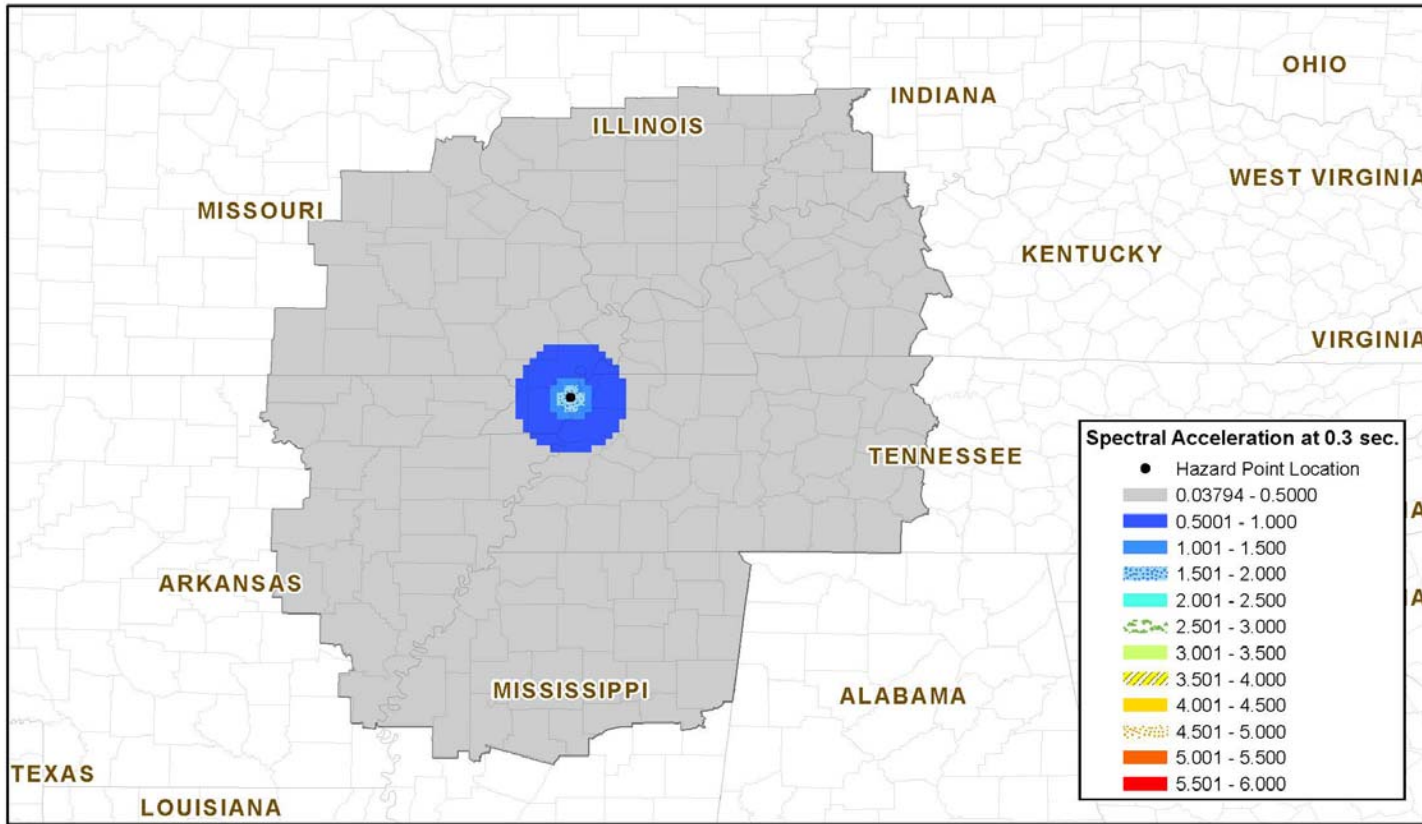 OHIO
INDIANA
ILLINOIS
WEST VIRGINIA
MISSOURI
KENTUCKY
VIRGINIA
TENNESSEE
ARKANSAS
MISSISSIPPI
ALABAMA
TEXAS
LOUISIANA
Spectral Acceleration at 0.3 sec.
Hazard Point Location
0.03794 - 0.5000
0.5001 - 1.000
1.001 - 1.500
1.501 - 2.000
2.001 - 2.500
2.501 - 3.000
3.001 - 3.500
3.501 - 4.000
4.001 - 4.500
4.501 - 5.000
5.001 - 5.500
5.501 - 6.000